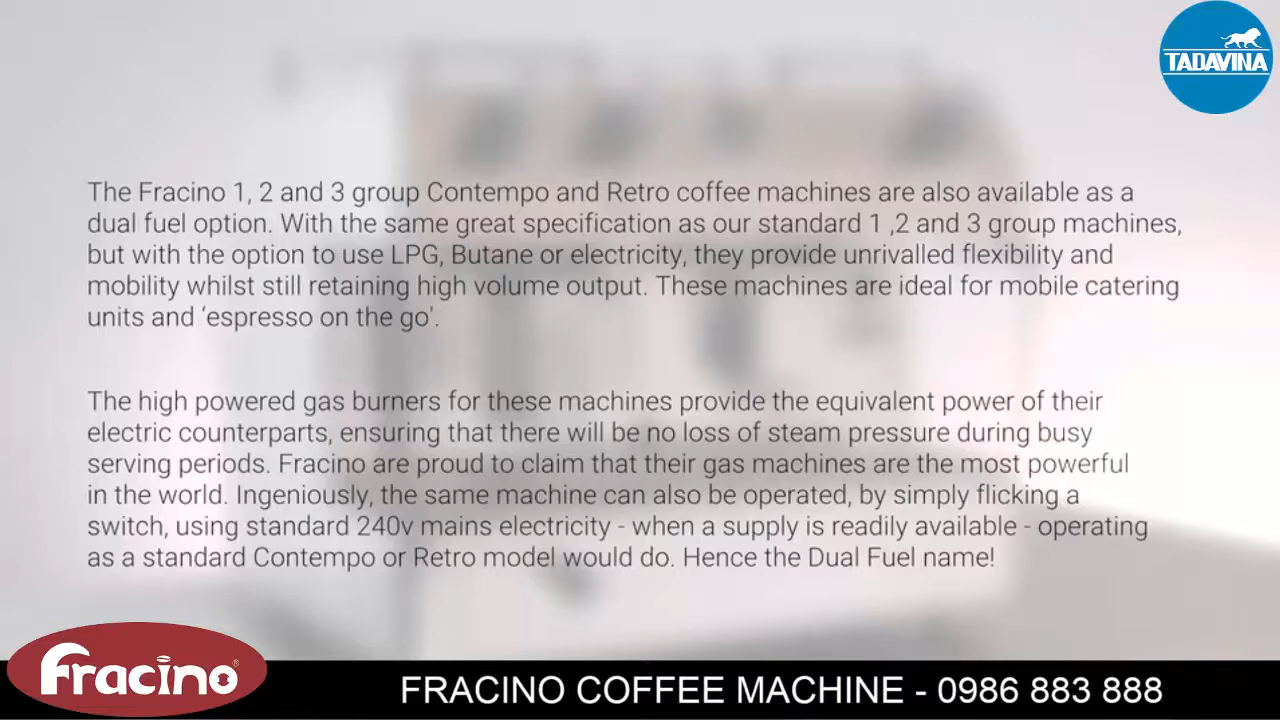 TADAVINA
The Fracino 1, 2 and 3 group Contempo and Retro coffee machines are also available as a
dual fuel option. With the same great specification as our standard 1 ,2 and 3 group machines,
but with the option to use LPG, Butane or electricity, they provide unrivalled flexibility and
mobility whilst still retaining high volume output. These machines are ideal for mobile catering
units and ‘espresso on the go’.
The high powered gas burners for these machines provide the equivalent power of their
electric counterparts, ensuring that there will be no loss of steam pressure during busy
serving periods. Fracino are proud to claim that their gas machines are the most powerful
in the world. Ingeniously, the same machine can also be operated, by simply flicking a
switch, using standard 240v mains electricity - when a supply is readily available - operating
as a standard Contempo or Retro model would do. Hence the Dual Fuel name!
Fracino®
FRACINO COFFEE MACHINE - 0986 883 888